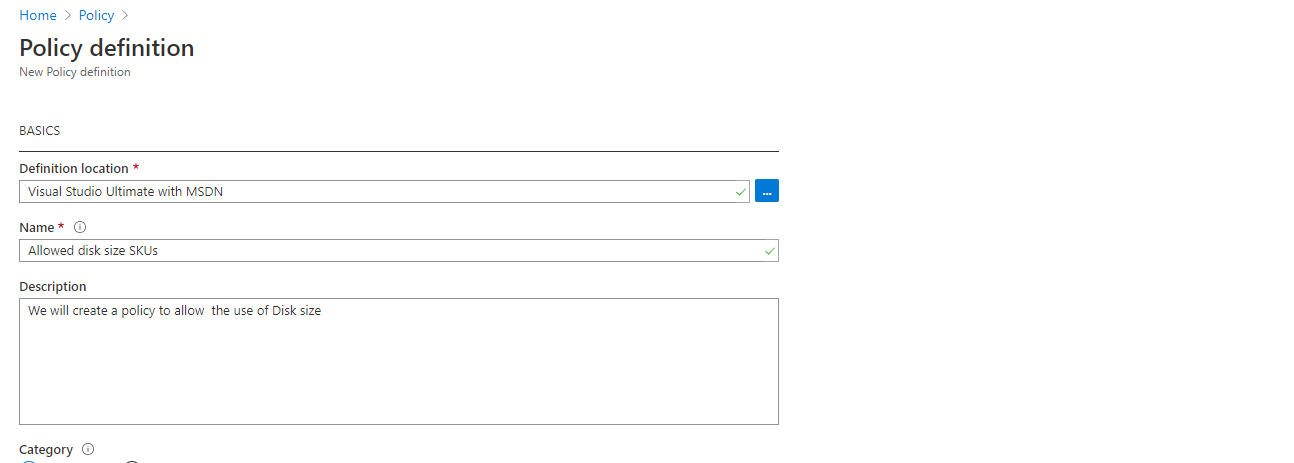 Home > Policy >
Policy definition
New Policy definition
BASICS
Definition location *
Visual Studio Ultimate with MSDN
...
Name *
Allowed disk size SKUs
Description
We will create a policy to allow  the use of Disk size
Category